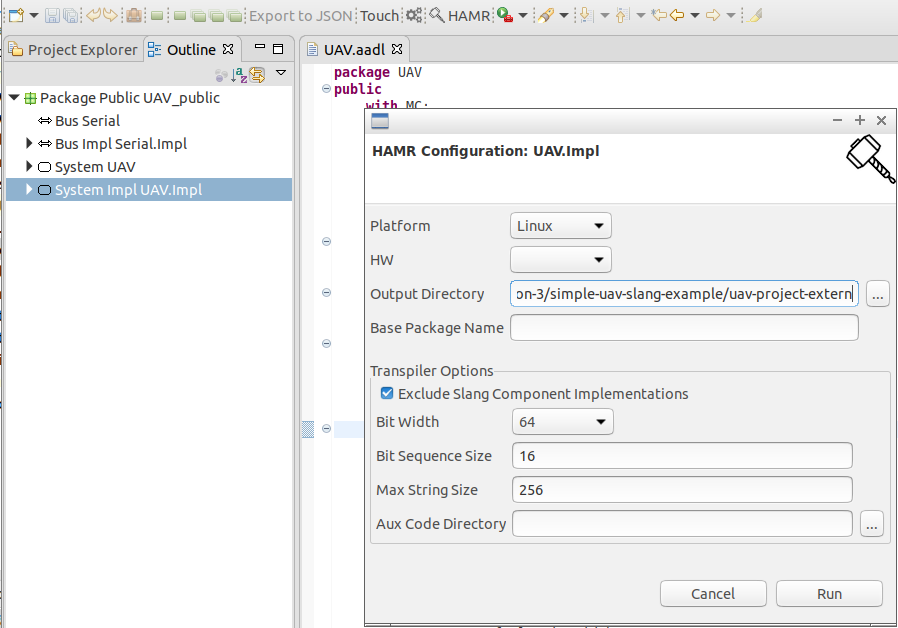 Export to JSON Touch HAMR
Project Explorer Outline
Package Public UAV_public
Bus Serial
Bus Impl Serial.Impl
System UAV
System Impl UAV.Impl
UAV.aadl
package UAV
public
with MC;
HAMR Configuration: UAV.Impl
Platform Linux
HW
Output Directory on-3/simple-uav-slang-example/uav-project-extern ...
Base Package Name
Transpiler Options
Exclude Slang Component Implementations
Bit Width 64
Bit Sequence Size 16
Max String Size 256
Aux Code Directory ...
Cancel Run